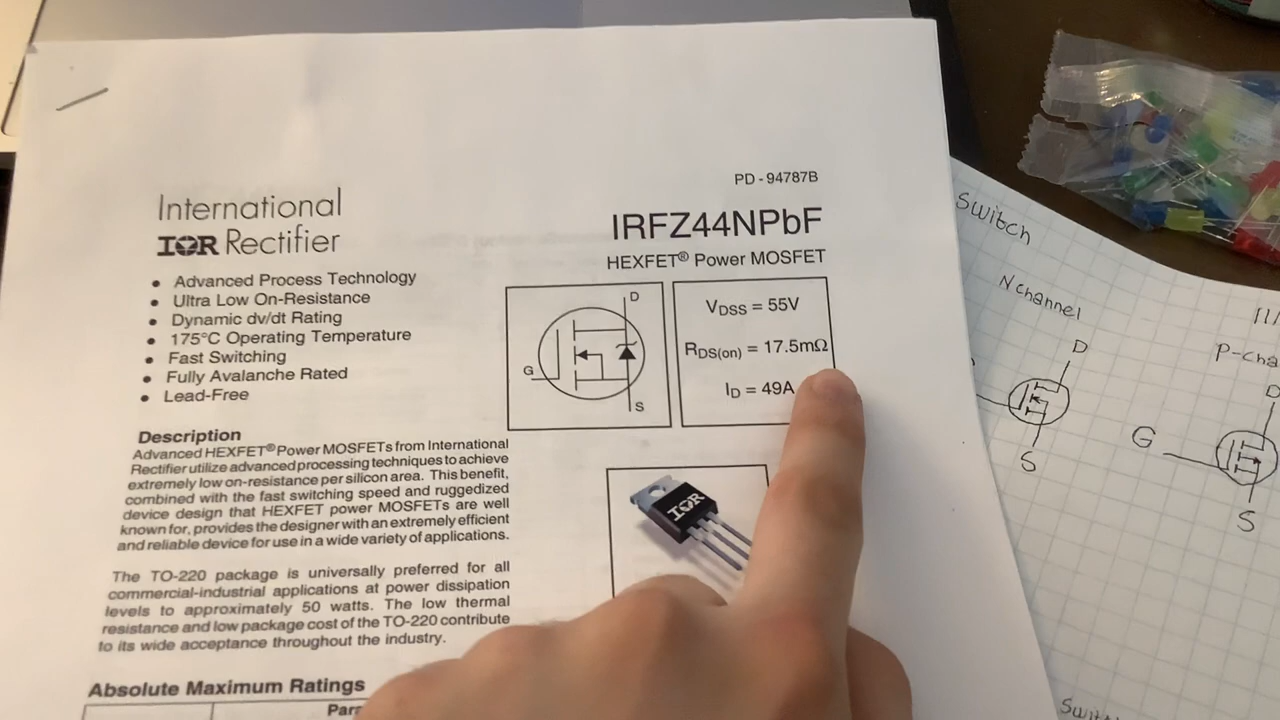 PD - 94787B
International
IOR Rectifier
IRFZ44NPbF
HEXFET® Power MOSFET
• Advanced Process Technology
• Ultra Low On-Resistance
• Dynamic dv/dt Rating
• 175°C Operating Temperature
• Fast Switching
• Fully Avalanche Rated
• Lead-Free
D
G
S
VDSS = 55V
RDS(on) = 17.5mΩ
ID = 49A
Description
Advanced HEXFET® Power MOSFETs from International
Rectifier utilize advanced processing techniques to achieve
extremely low on-resistance per silicon area. This benefit,
combined with the fast switching speed and ruggedized
device design that HEXFET power MOSFETs are well
known for, provides the designer with an extremely efficient
and reliable device for use in a wide variety of applications.
The TO-220 package is universally preferred for all
commercial-industrial applications at power dissipation
levels to approximately 50 watts. The low thermal
resistance and low package cost of the TO-220 contribute
to its wide acceptance throughout the industry.
IOR
Absolute Maximum Ratings
Par
Switch
N channel
D
S
P-cha
D
G
S
Switc